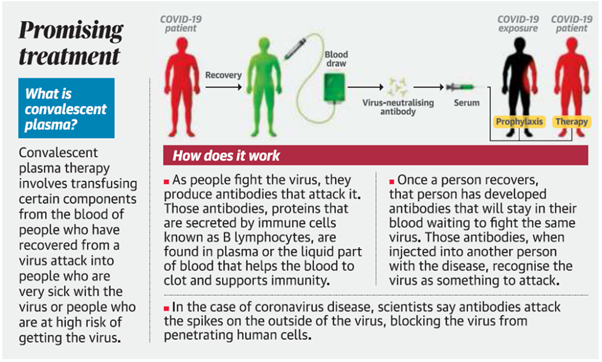 Promising
treatment
What is
convalescent
plasma?
Convalescent
plasma therapy
involves transfusing
certain components
from the blood of
people who have
recovered from a
virus attack into
people who are
very sick with the
virus or people who
are at high risk of
getting the virus.
COVID-19
patient
Recovery
Blood
draw
Virus-neutralising
antibody
Serum
COVID-19
exposure
COVID-19
patient
Prophylaxis
Therapy
How does it work
As people fight the virus, they
produce antibodies that attack it.
Those antibodies, proteins that
are secreted by immune cells
known as B lymphocytes, are
found in plasma or the liquid part
of blood that helps the blood to
clot and supports immunity.
Once a person recovers,
that person has developed
antibodies that will stay in their
blood waiting to fight the same
virus. Those antibodies, when
injected into another person
with the disease, recognise the
virus as something to attack.
In the case of coronavirus disease, scientists say antibodies attack
the spikes on the outside of the virus, blocking the virus from
penetrating human cells.